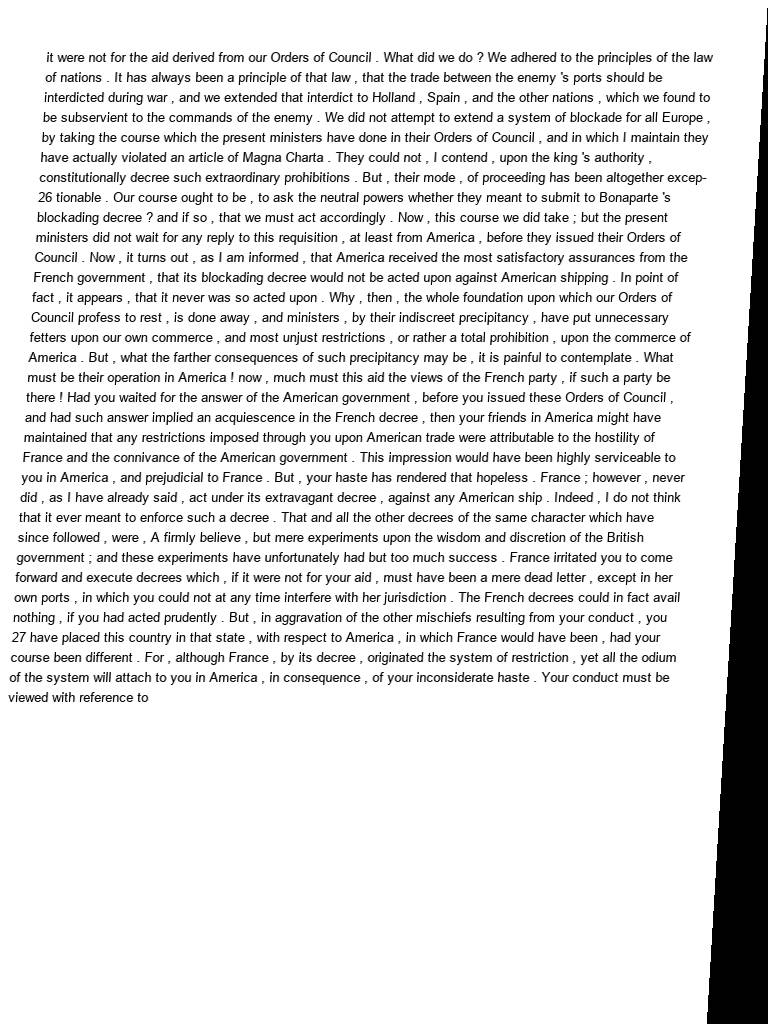 it were not for the aid derived from our Orders of Council . What did we do ? We adhered to the principles of the law
of nations . It has always been a principle of that law , that the trade between the enemy 's ports should be
interdicted during war , and we extended that interdict to Holland , Spain , and the other nations , which we found to
be subservient to the commands of the enemy . We did not attempt to extend a system of blockade for all Europe ,
by taking the course which the present ministers have done in their Orders of Council , and in which I maintain they
have actually violated an article of Magna Charta . They could not , I contend , upon the king 's authority ,
constitutionally decree such extraordinary prohibitions . But , their mode , of proceeding has been altogether excep-
26 tionable . Our course ought to be , to ask the neutral powers whether they meant to submit to Bonaparte 's
blockading decree ? and if so , that we must act accordingly . Now , this course we did take ; but the present
ministers did not wait for any reply to this requisition , at least from America , before they issued their Orders of
Council . Now , it turns out , as I am informed , that America received the most satisfactory assurances from the
French government , that its blockading decree would not be acted upon against American shipping . In point of
fact , it appears , that it never was so acted upon . Why , then , the whole foundation upon which our Orders of
Council profess to rest , is done away , and ministers , by their indiscreet precipitancy , have put unnecessary
fetters upon our own commerce , and most unjust restrictions , or rather a total prohibition , upon the commerce of
America . But , what the farther consequences of such precipitancy may be , it is painful to contemplate . What
must be their operation in America ! now , much must this aid the views of the French party , if such a party be
there ! Had you waited for the answer of the American government , before you issued these Orders of Council ,
and had such answer implied an acquiescence in the French decree , then your friends in America might have
maintained that any restrictions imposed through you upon American trade were attributable to the hostility of
France and the connivance of the American government . This impression would have been highly serviceable to
you in America , and prejudicial to France . But , your haste has rendered that hopeless . France ; however , never
did , as I have already said , act under its extravagant decree , against any American ship . Indeed , I do not think
that it ever meant to enforce such a decree . That and all the other decrees of the same character which have
since followed , were , A firmly believe , but mere experiments upon the wisdom and discretion of the British
government ; and these experiments have unfortunately had but too much success . France irritated you to come
forward and execute decrees which , if it were not for your aid , must have been a mere dead letter , except in her
own ports , in which you could not at any time interfere with her jurisdiction . The French decrees could in fact avail
nothing , if you had acted prudently . But , in aggravation of the other mischiefs resulting from your conduct , you
27 have placed this country in that state , with respect to America , in which France would have been , had your
course been different . For , although France , by its decree , originated the system of restriction , yet all the odium
of the system will attach to you in America , in consequence , of your inconsiderate haste . Your conduct must be
viewed with reference to